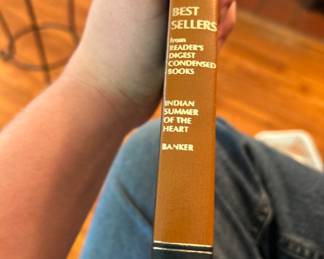 BEST
SELLERS
from
READER'S
DIGEST
CONDENSED
BOOKS
INDIAN
SUMMER
OF THE
HEART
BANKER